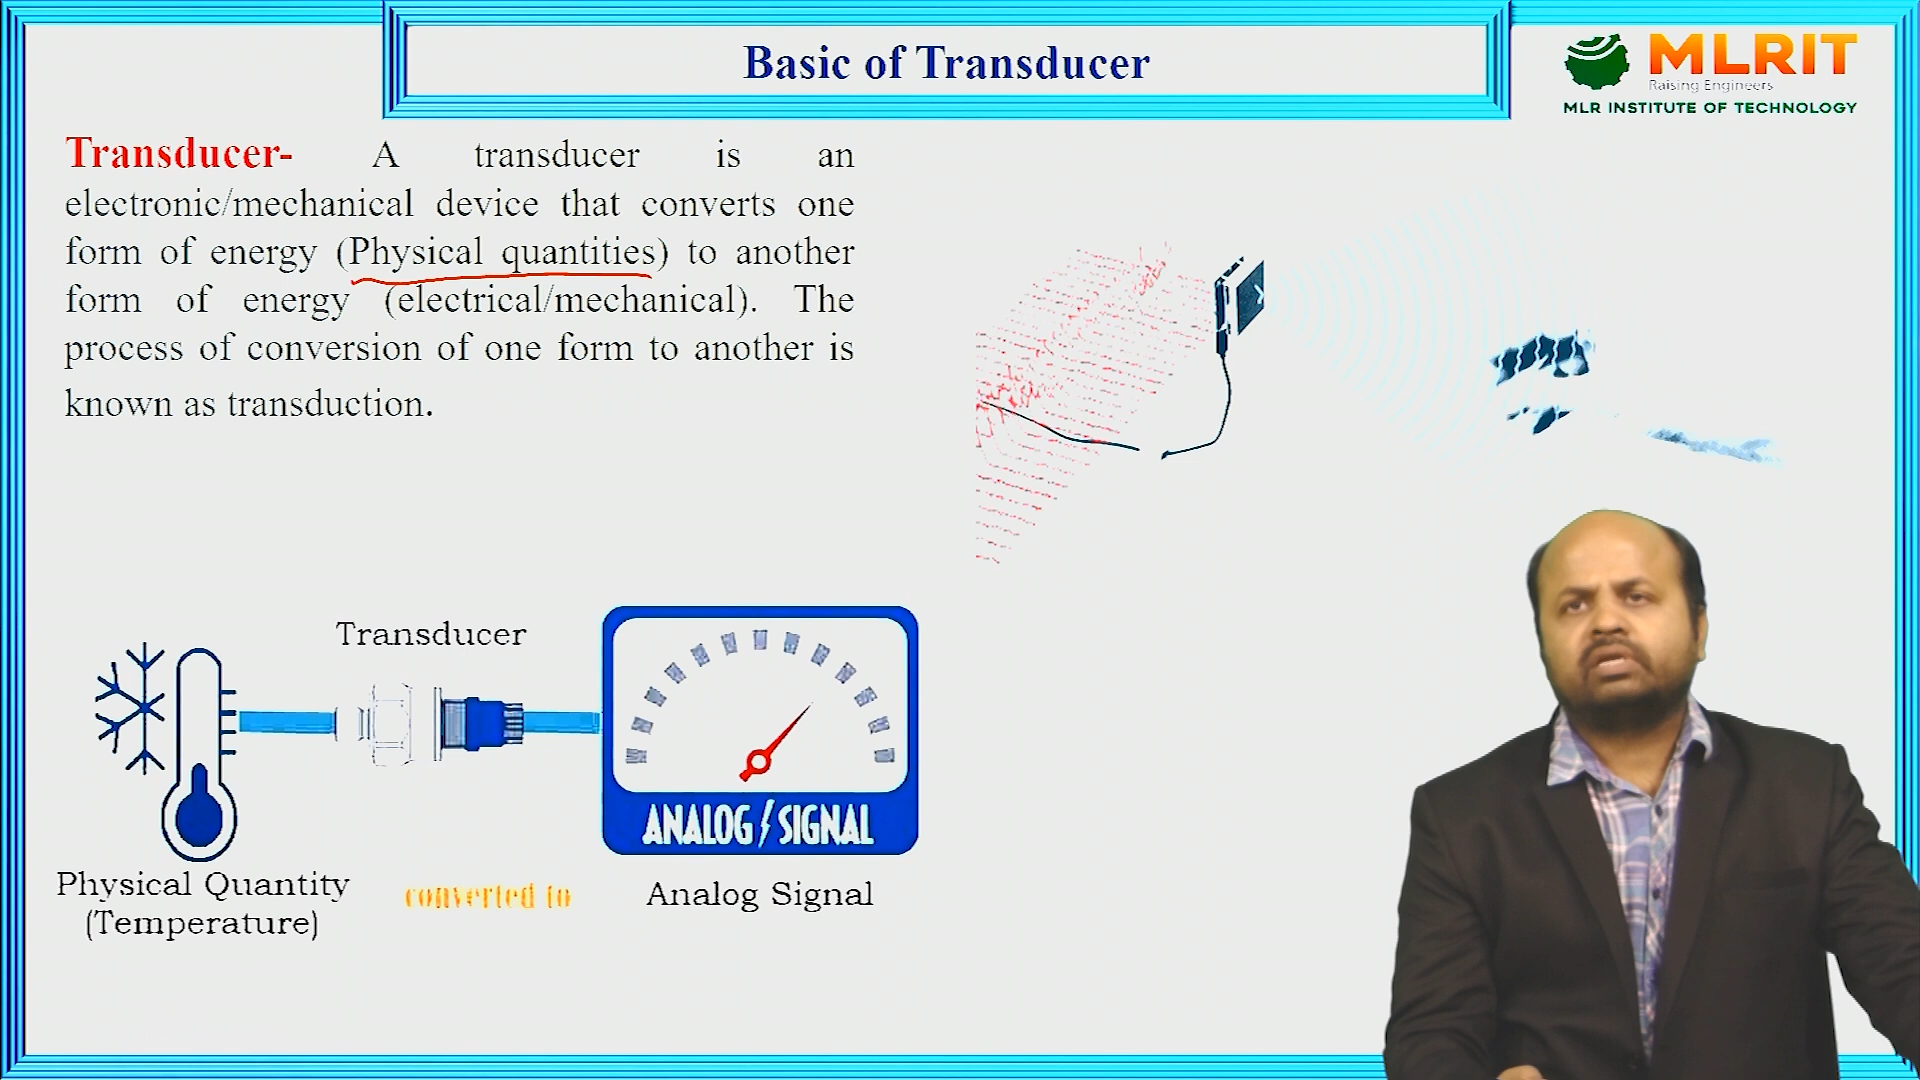 Basic of Transducer
MLRIT
Raising Engineers
MLR INSTITUTE OF TECHNOLOGY
Transducer- A transducer is an
electronic/mechanical device that converts one
form of energy (Physical quantities) to another
form of energy (electrical/mechanical). The
process of conversion of one form to another is
known as transduction.
Transducer
ANALOG/SIGNAL
Physical Quantity
(Temperature)
converted to
Analog Signal